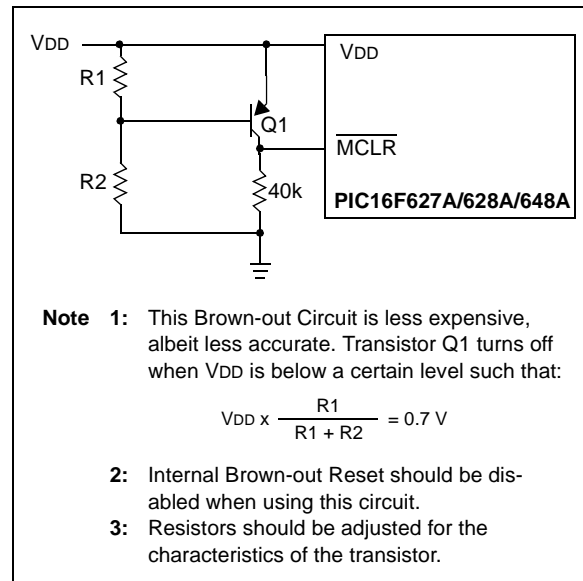 VDD
VDD
R1
Q1
MCLR
R2
40k
PIC16F627A/628A/648A
Note 1: This Brown-out Circuit is less expensive,
albeit less accurate. Transistor Q1 turns off
when VDD is below a certain level such that:
VDD x R1 / R1 + R2 = 0.7 V
2: Internal Brown-out Reset should be dis-
abled when using this circuit.
3: Resistors should be adjusted for the
characteristics of the transistor.